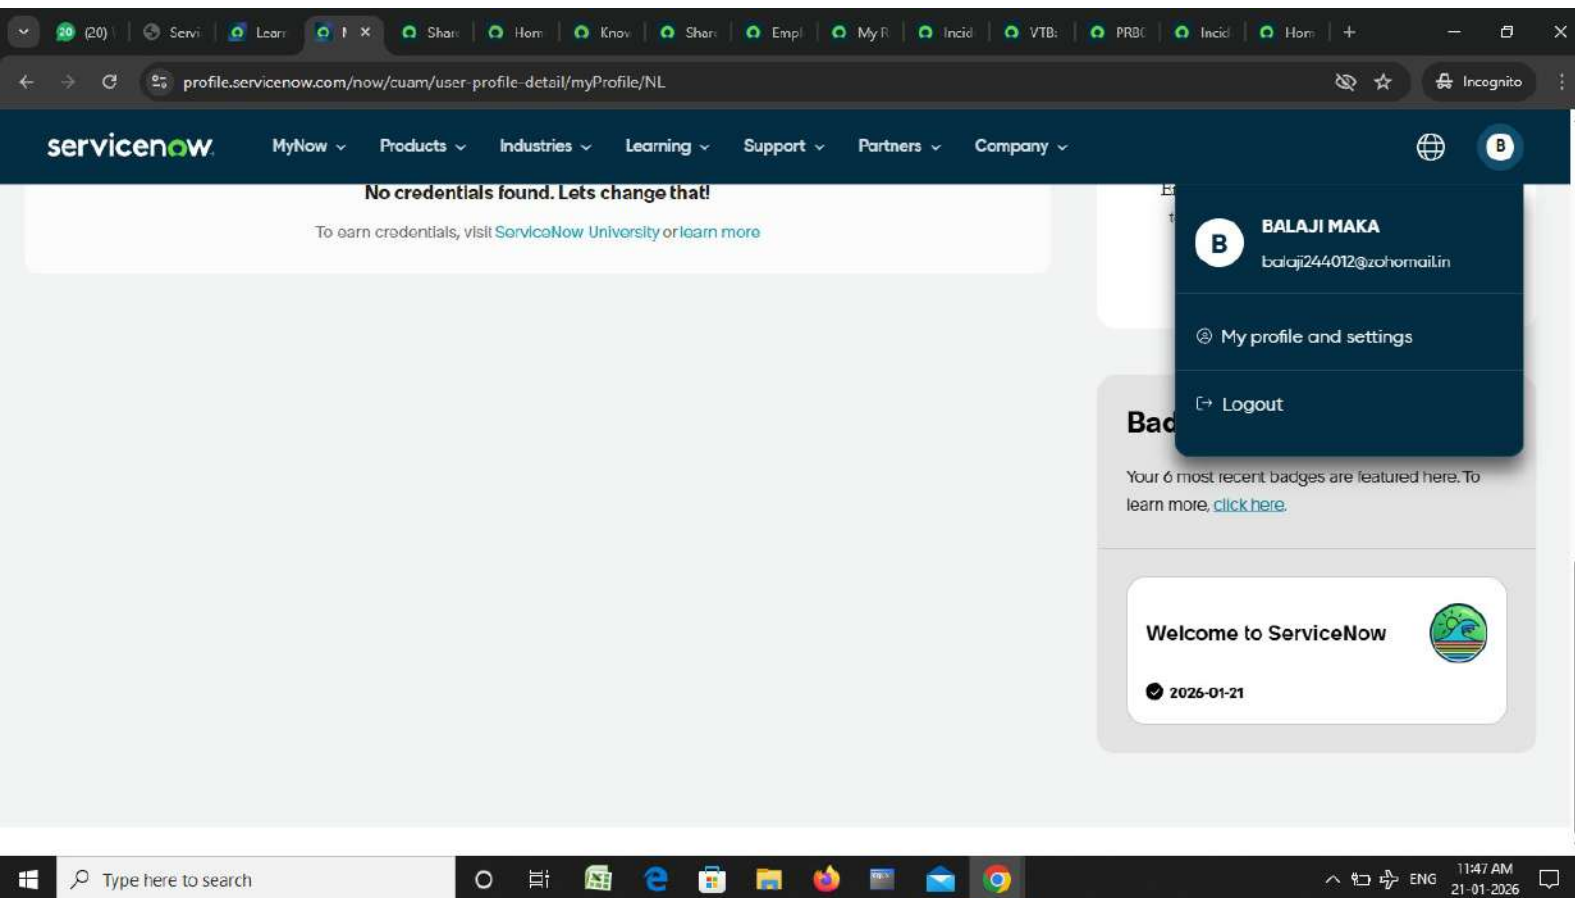 (20)
Servi
Learn
Share
Hom
Know
Share
Empl
My R
Incid
VTB:
PRB(
Incid
Hom
profile.servicenow.com/now/cuam/user-profile-detail/myProfile/NL
Incognito
servicenow
MyNow
Products
Industries
Learning
Support
Partners
Company
B
No credentials found. Lets change that!
To earn credentials, visit ServiceNow University or learn more
B
BALAJI MAKA
balaji244012@zohomail.in
My profile and settings
Logout
Bad
Your 6 most recent badges are featured here. To
learn more, click here.
Welcome to ServiceNow
2026-01-21
Type here to search
ENG
11:47 AM
21-01-2026